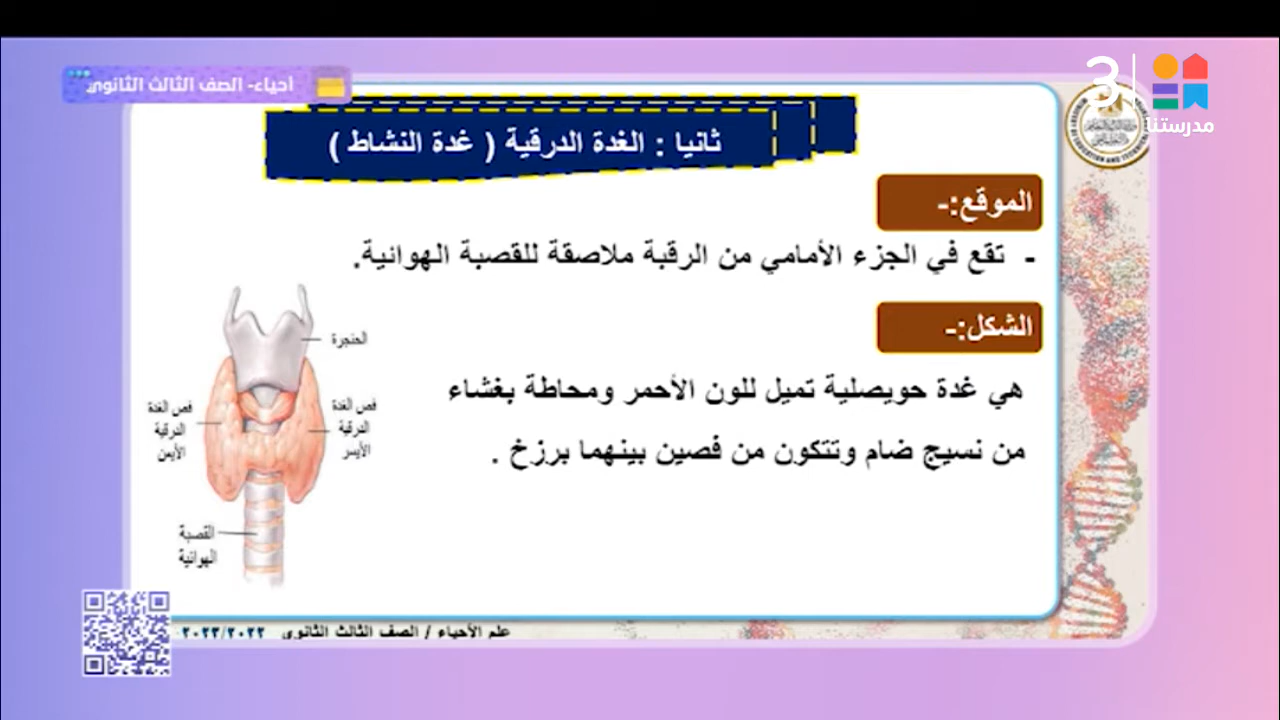 أحياء- الصف الثالث الثانوي
3
مدرستنا
ثانيا : الغدة الدرقية ( غدة النشاط )
الموقع:-
- تقع في الجزء الأمامي من الرقبة ملاصقة للقصبة الهوائية.
الشكل:-
هي غدة حويصلية تميل للون الأحمر ومحاطة بغشاء
من نسيج ضام وتتكون من فصين بينهما برزخ .
الحنجرة
فص الغدة
الدرقية
الأيسر
فص الغدة
الدرقية
الأيمن
القصبة
الهوائية
علم الأحياء / الصف الثالث الثانوي ٢٠٢٣/٢٠٢٢